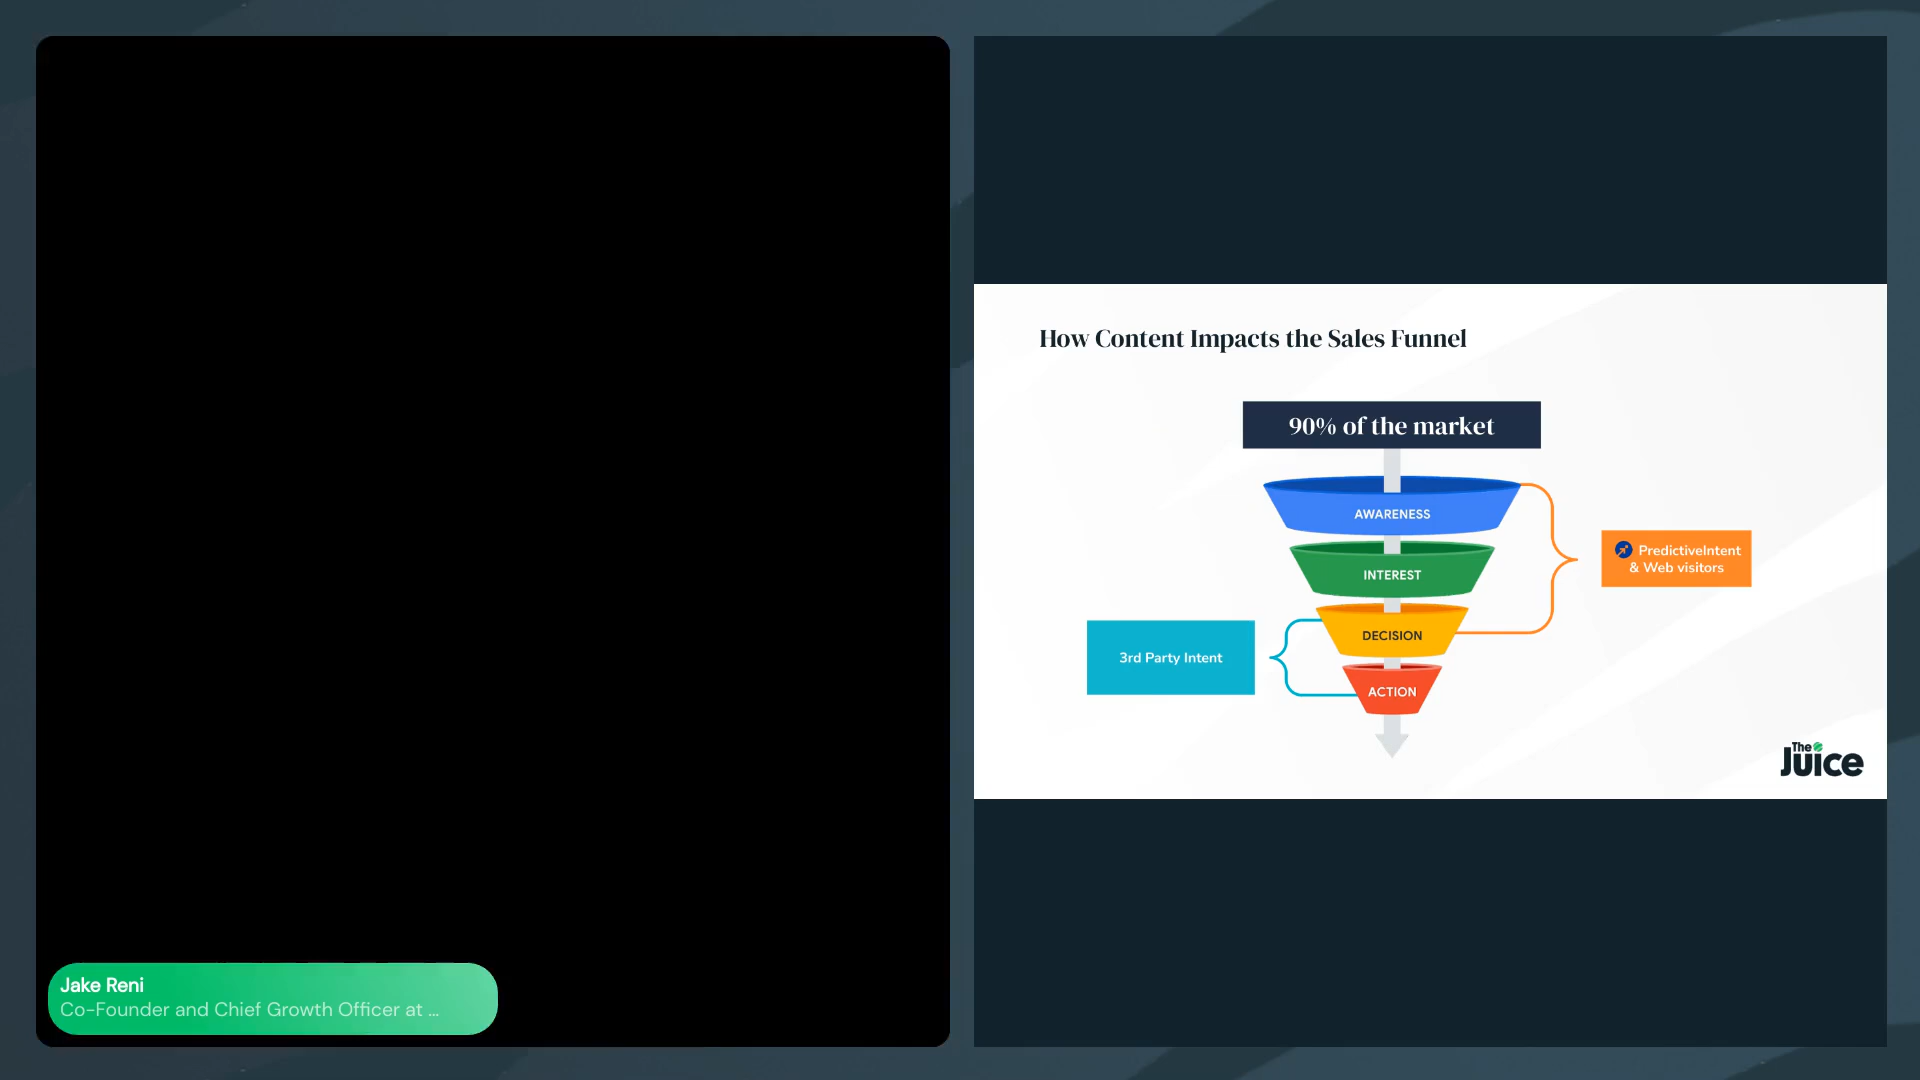 How Content Impacts the Sales Funnel
90% of the market
AWARENESS
INTEREST
DECISION
ACTION
PredictiveIntent
& Web visitors
3rd Party Intent
The
Juice
Jake Reni
Co-Founder and Chief Growth Officer at ...